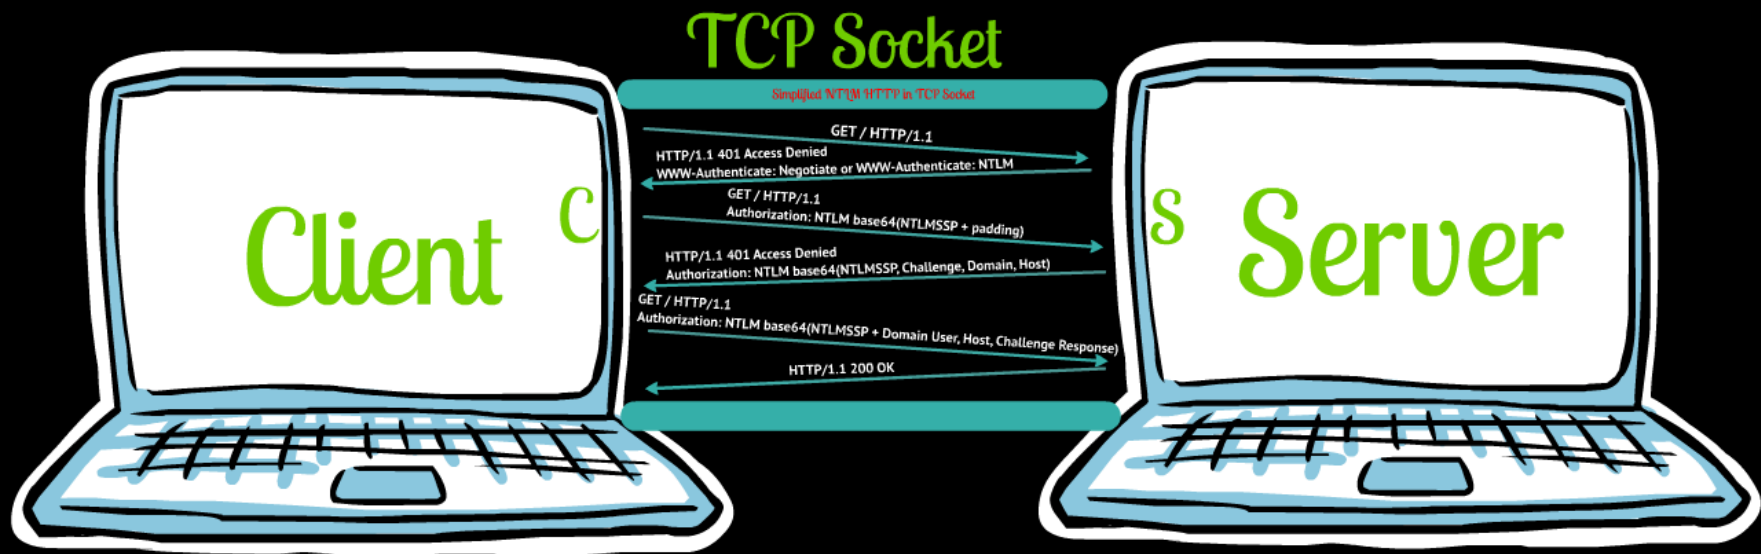 TCP Socket
Simplified NTLM HTTP in TCP Socket
GET / HTTP/1.1
HTTP/1.1 401 Access Denied
WWW-Authenticate: Negotiate or WWW-Authenticate: NTLM
GET / HTTP/1.1
Authorization: NTLM base64(NTLMSSP + padding)
HTTP/1.1 401 Access Denied
Authorization: NTLM base64(NTLMSSP, Challenge, Domain, Host)
GET / HTTP/1.1
Authorization: NTLM base64(NTLMSSP + Domain User, Host, Challenge Response)
HTTP/1.1 200 OK
Client
C
S
Server